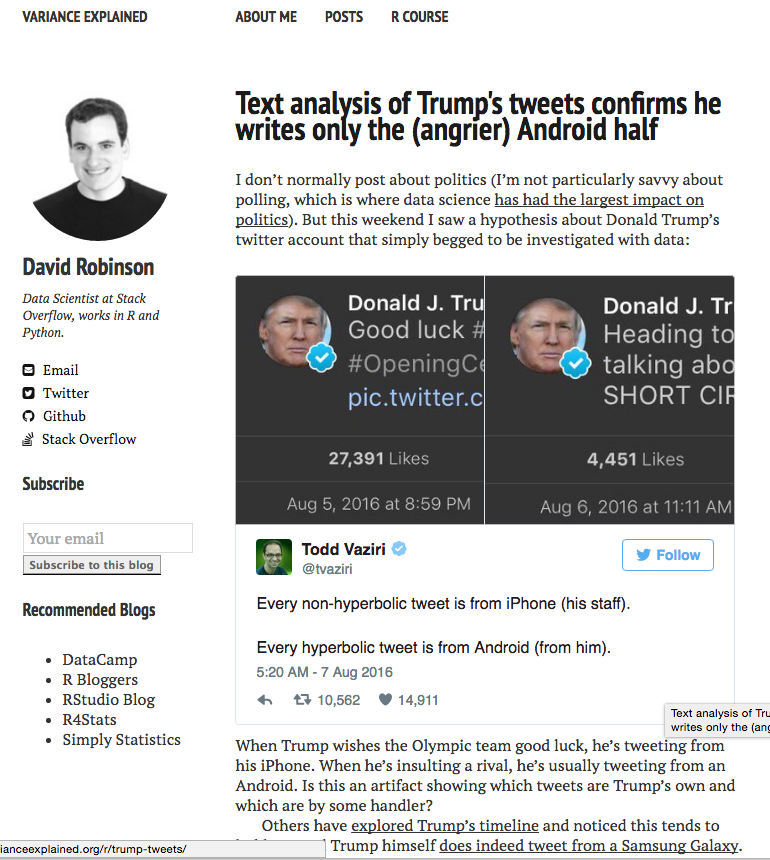 VARIANCE EXPLAINED
ABOUT ME POSTS R COURSE
David Robinson
Data Scientist at Stack
Overflow, works in R and
Python.
Email
Twitter
Github
Stack Overflow
Subscribe
Your email
Subscribe to this blog
Recommended Blogs
DataCamp
R Bloggers
RStudio Blog
R4Stats
Simply Statistics
Text analysis of Trump's tweets confirms he
writes only the (angrier) Android half
I don't normally post about politics (I'm not particularly savvy about
polling, which is where data science has had the largest impact on
politics). But this weekend I saw a hypothesis about Donald Trump's
twitter account that simply begged to be investigated with data:
Donald J. Tru
Good luck #
#OpeningCe
pic.twitter.c
27,391 Likes
Aug 5, 2016 at 8:59 PM
Donald J. Tr
Heading to
talking abo
SHORT CIR
4,451 Likes
Aug 6, 2016 at 11:11 AM
Todd Vaziri
@tvaziri
Follow
Every non-hyperbolic tweet is from iPhone (his staff).
Every hyperbolic tweet is from Android (from him).
5:20 AM - 7 Aug 2016
10,562 14,911
Text analysis of Tru
writes only the (ang
When Trump wishes the Olympic team good luck, he's tweeting from
his iPhone. When he's insulting a rival, he's usually tweeting from an
Android. Is this an artifact showing which tweets are Trump's own and
which are by some handler?
Others have explored Trump's timeline and noticed this tends to
Trump himself does indeed tweet from a Samsung Galaxy.
ianceexplained.org/r/trump-tweets/